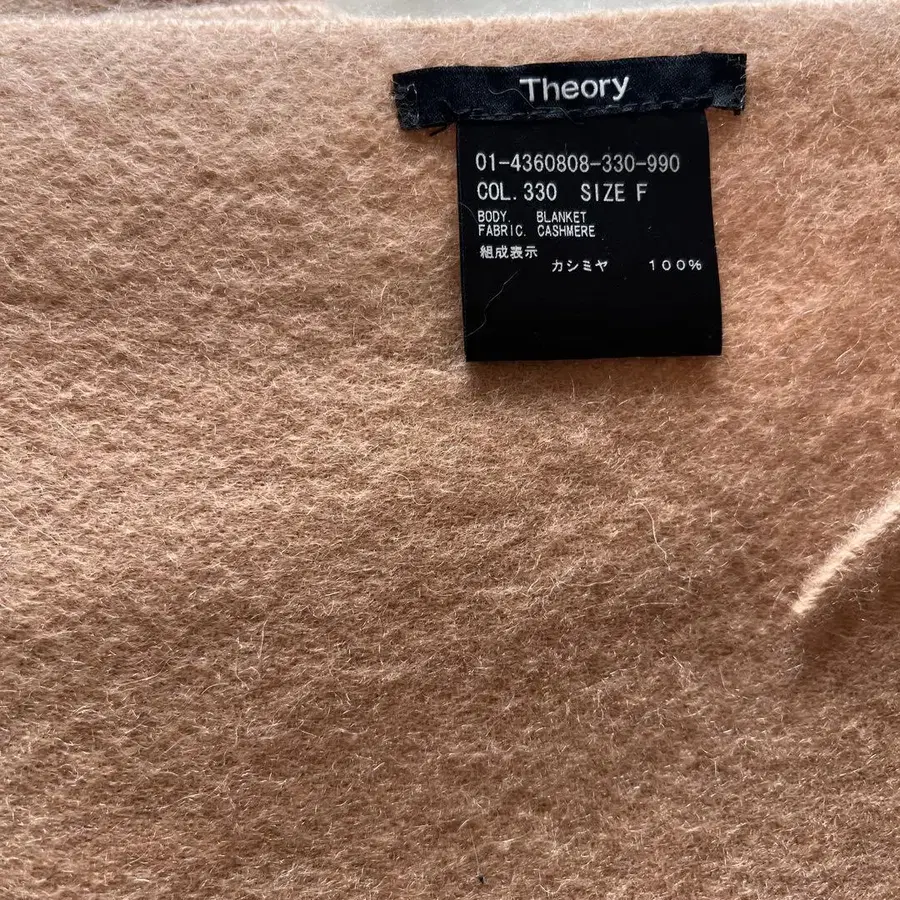 Theory
01-4360808-330-990
COL. 330 SIZE F
BODY. BLANKET
FABRIC. CASHMERE
組成表示
カシミヤ 100%